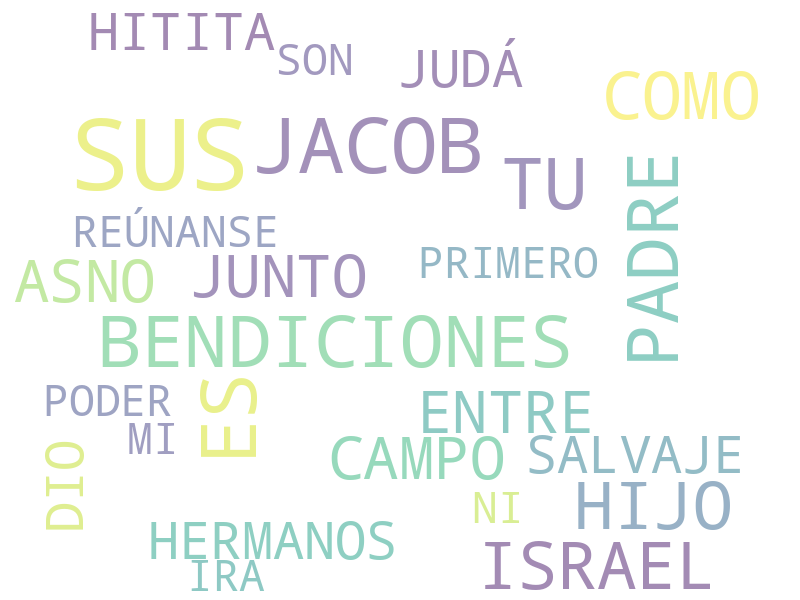 HITITA
SON
JUDÁ
COMO
SUS
JACOB
TU
PADRE
REÚNANSE
ASNO
JUNTO
PRIMERO
BENDICIONES
PODER
ES
ENTRE
MI
CAMPO
SALVAJE
DIO
NI
HIJO
HERMANOS
IRA
ISRAEL